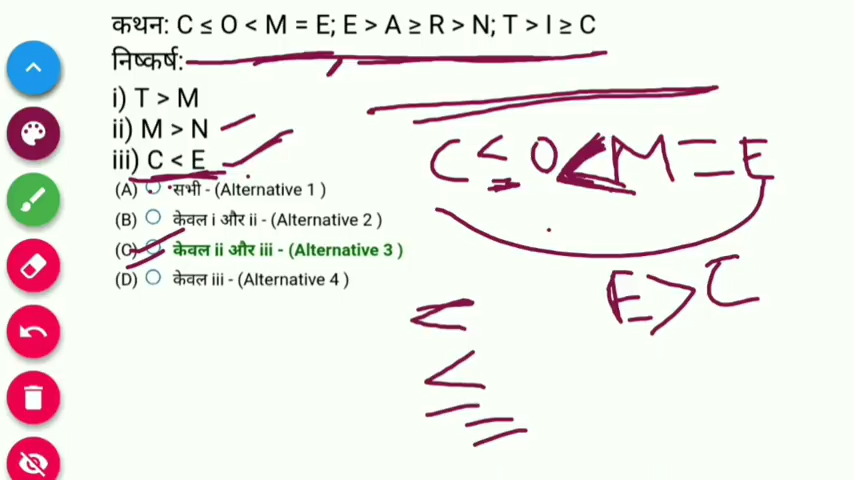 कथन: C ≤ O < M = E; E > A ≥ R > N; T > I ≥ C
निष्कर्ष:
i) T > M
ii) M > N
iii) C < E
(A) सभी - (Alternative 1 )
(B) केवल i और ii - (Alternative 2 )
(C) केवल ii और iii - (Alternative 3 )
(D) केवल iii - (Alternative 4 )
C ≤ O < M = E
E > C
<
<
=
=